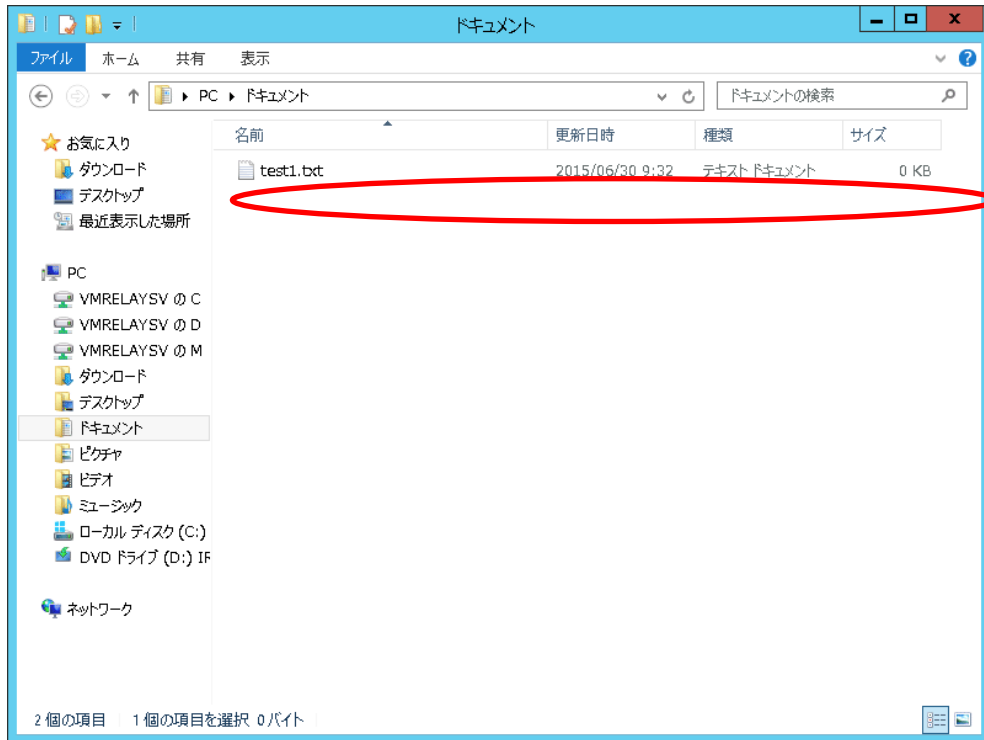 ドキュメント
ファイル ホーム 共有 表示
PC ドキュメント ドキュメントの検索
名前 更新日時 種類 サイズ
test1.txt 2015/06/30 9:32 テキスト ドキュメント 0 KB
お気に入り
ダウンロード
デスクトップ
最近表示した場所
PC
VMRELAYSV の C
VMRELAYSV の D
VMRELAYSV の M
ダウンロード
デスクトップ
ドキュメント
ピクチャ
ビデオ
ミュージック
ローカル ディスク (C:)
DVD ドライブ (D:) IR
ネットワーク
2 個の項目 1 個の項目を選択 0 バイト